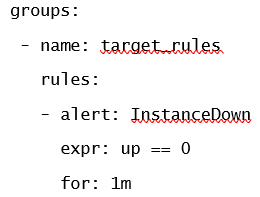 groups:
- name: target_rules
rules:
- alert: InstanceDown
expr: up == 0
for: 1m